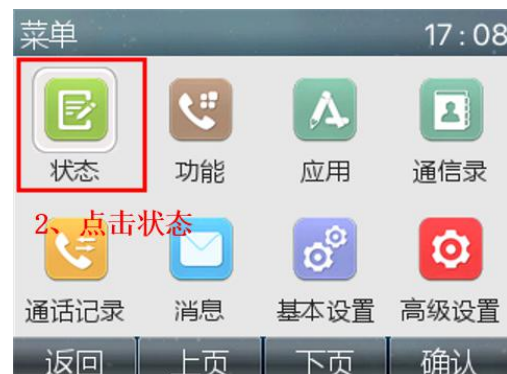 菜单 17:08
状态 功能 应用 通信录
2、点击状态
通话记录 消息 基本设置 高级设置
返回 上页 下页 确认